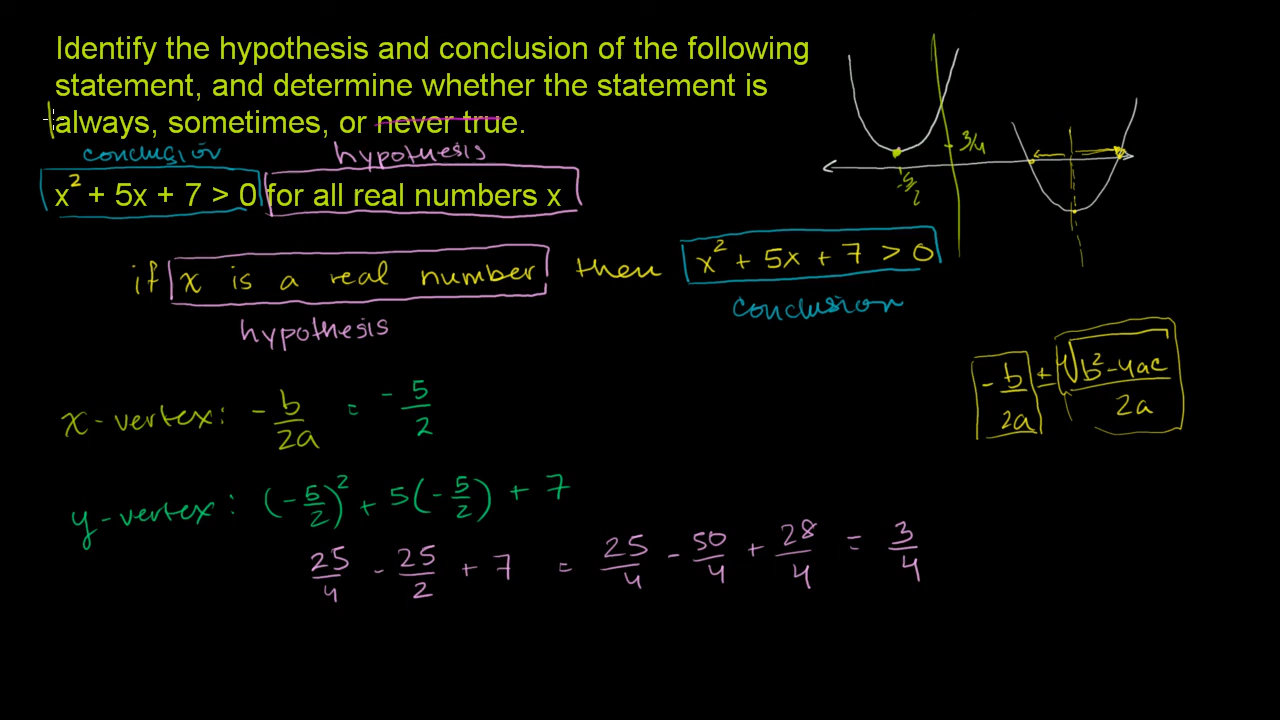 Identify the hypothesis and conclusion of the following
statement, and determine whether the statement is
always, sometimes, or never true.
conclusion hypothesis
x² + 5x + 7 > 0 for all real numbers x
if x is a real number then x² + 5x + 7 > 0
hypothesis conclusion
3/4
-5/2
-b/2a ± √(b²-4ac)/2a
x-vertex: -b/2a = -5/2
y-vertex: (-5/2)² + 5(-5/2) + 7
25/4 - 25/2 + 7 = 25/4 - 50/4 + 28/4 = 3/4